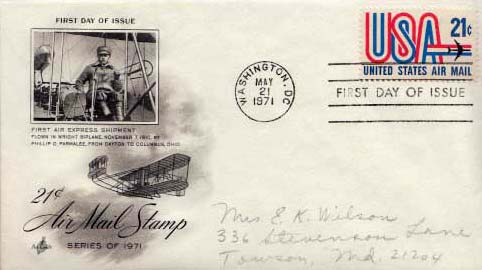 FIRST DAY OF ISSUE
FIRST AIR EXPRESS SHIPMENT
FLOWN IN WRIGHT BIPLANE, NOVEMBER 7, 1910, BY
PHILLIP O. PARMALEE, FROM DAYTON TO COLUMBUS, OHIO
21¢
Air Mail Stamp
SERIES OF 1971
ArtCraft
WASHINGTON, DC
MAY
21
1971
USA 21¢
UNITED STATES AIR MAIL
FIRST DAY OF ISSUE
Mrs E. K. Wilson
336 Stevenson Lane
Towson, Md. 21204